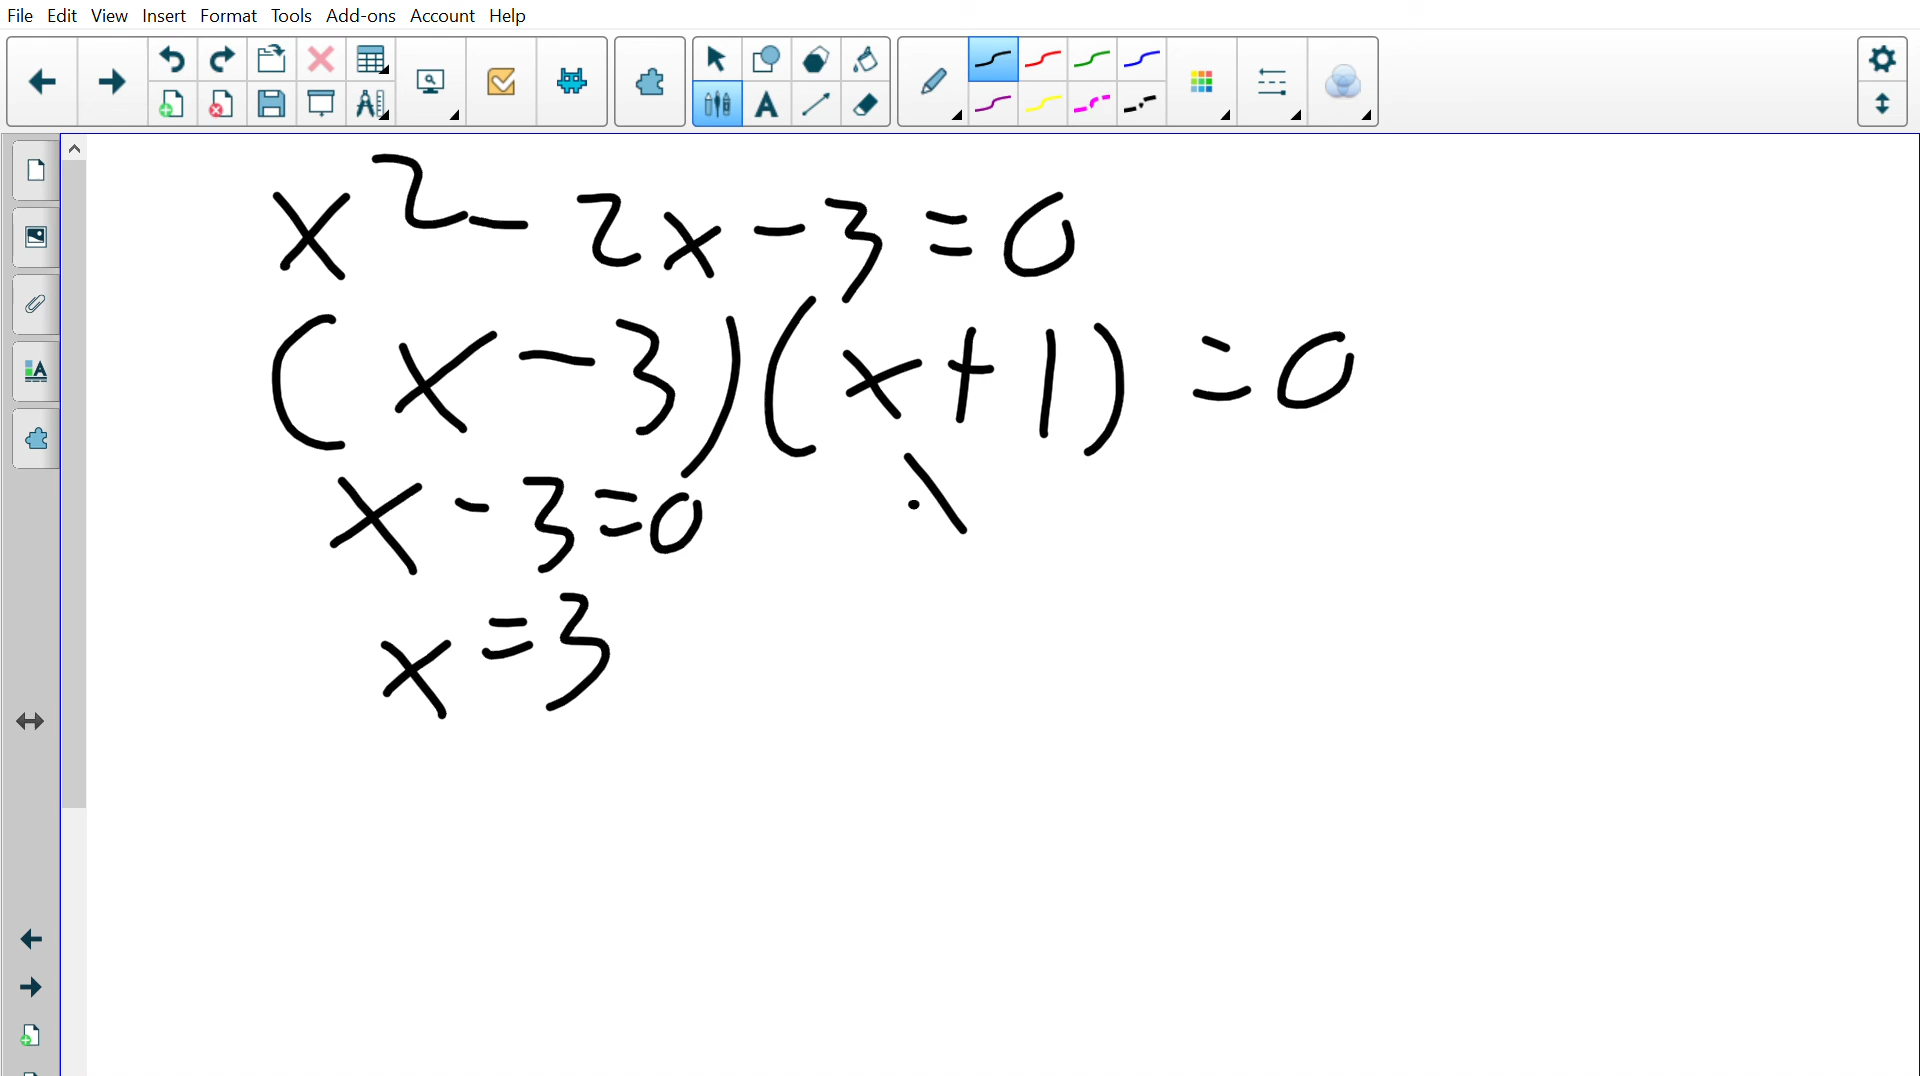 File Edit View Insert Format Tools Add-ons Account Help
x² - 2x - 3 = 0
(x - 3)(x + 1) = 0
x - 3 = 0
x = 3